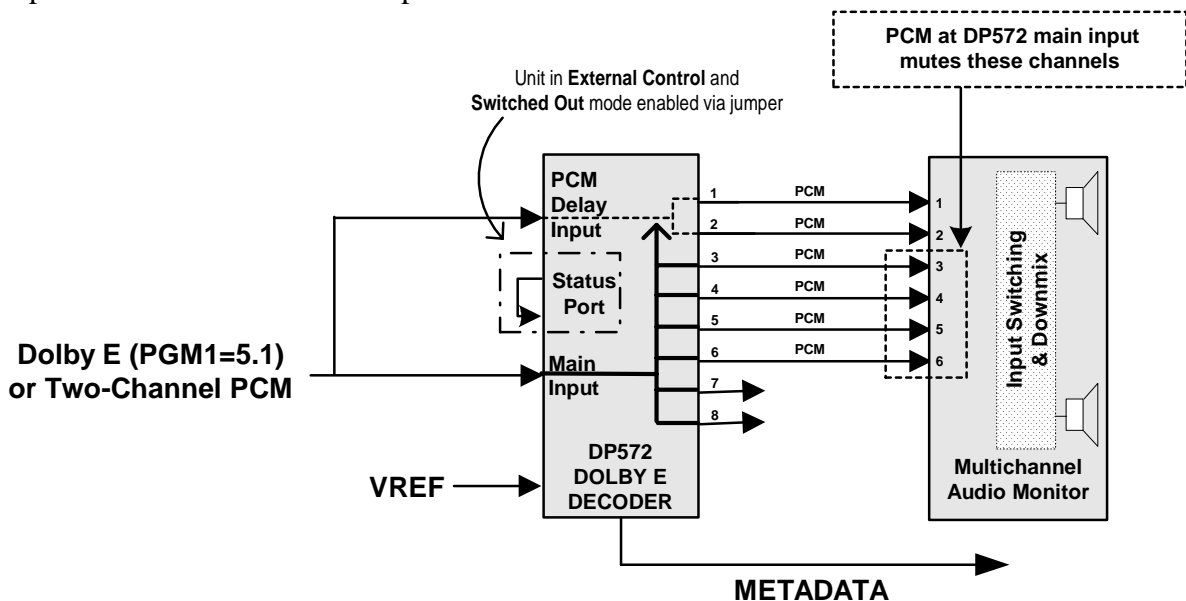 PCM at DP572 main input
mutes these channels
Unit in External Control and
Switched Out mode enabled via jumper
PCM
Delay
Input
Status
Port
Main
Input
DP572
DOLBY E
DECODER
Dolby E (PGM1=5.1)
or Two-Channel PCM
VREF
1
2
3
4
5
6
7
8
PCM
PCM
PCM
PCM
PCM
PCM
1
2
3
4
5
6
Input Switching
& Downmix
Multichannel
Audio Monitor
METADATA